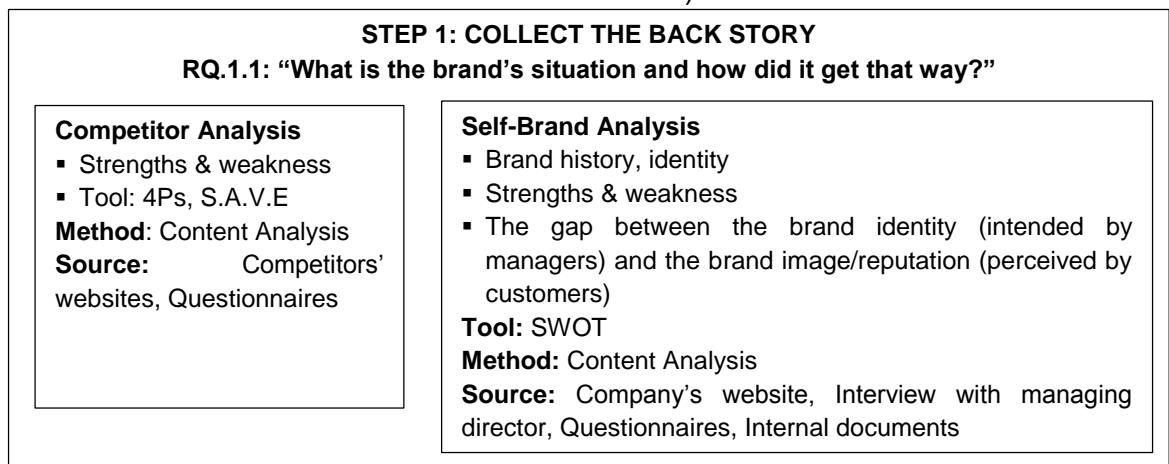 STEP 1: COLLECT THE BACK STORY
RQ.1.1: “What is the brand’s situation and how did it get that way?”
Competitor Analysis
▪ Strengths & weakness
▪ Tool: 4Ps, S.A.V.E
Method: Content Analysis
Source: Competitors’
websites, Questionnaires
Self-Brand Analysis
▪ Brand history, identity
▪ Strengths & weakness
▪ The gap between the brand identity (intended by
managers) and the brand image/reputation (perceived by
customers)
Tool: SWOT
Method: Content Analysis
Source: Company’s website, Interview with managing
director, Questionnaires, Internal documents